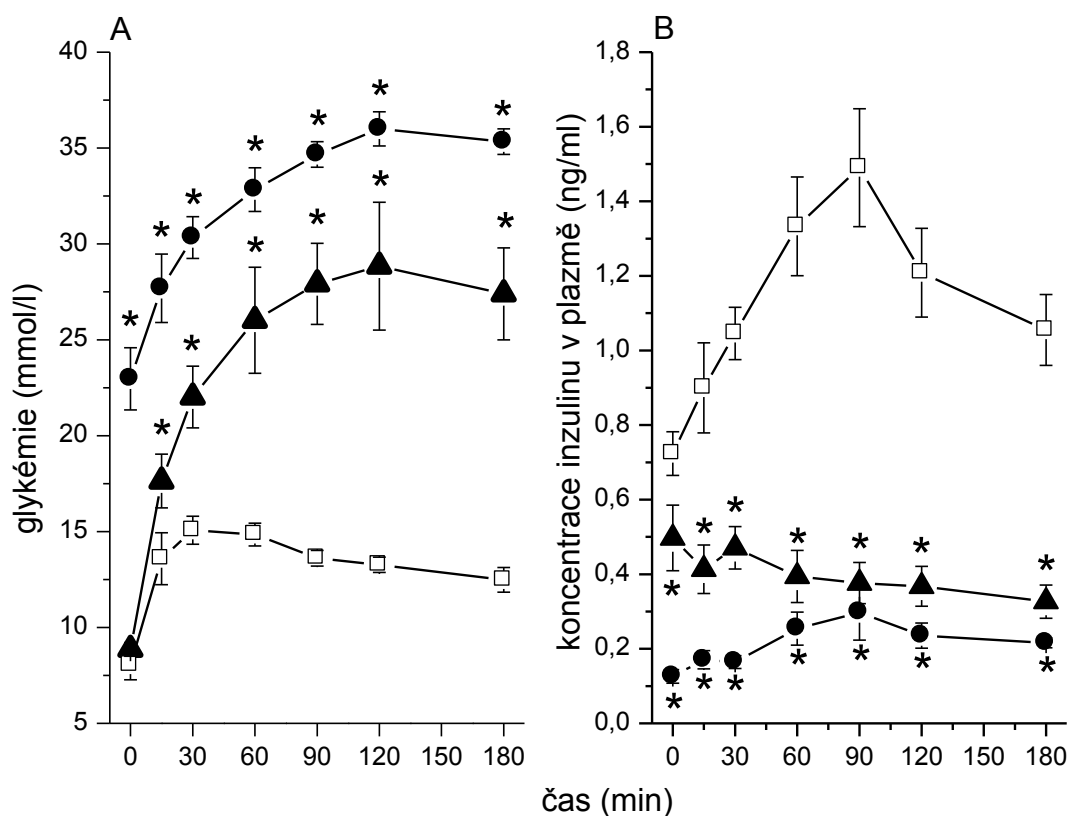 A
glykémie (mmol/l)
40
35
30
25
20
15
10
5
0 30 60 90 120 150 180
B
koncentrace inzulinu v plazmě (ng/ml)
1,8
1,6
1,4
1,2
1,0
0,8
0,6
0,4
0,2
0,0
0 30 60 90 120 150 180
čas (min)